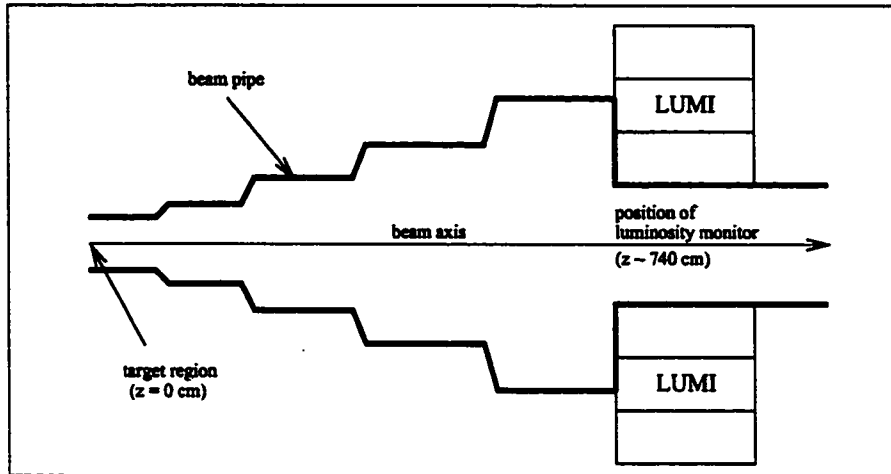 beam pipe
LUMI
beam axis
position of
luminosity monitor
(z ~ 740 cm)
target region
(z = 0 cm)
LUMI